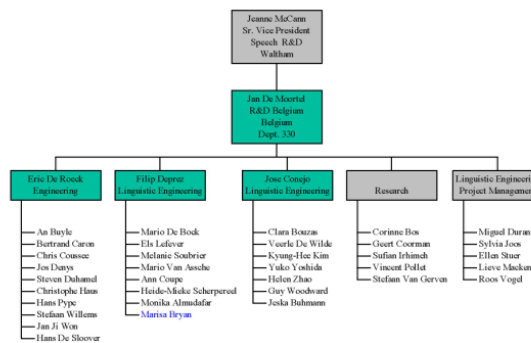 Jeanne McCann
Sr. Vice President
Speech R&D
Waltham
Jan De Moortel
R&D Belgium
Belgium
Dept. 330
Eric De Roeck
Engineering
Filip Deprez
Linguistic Engineering
Jose Conejo
Linguistic Engineering
Research
Linguistic Engineering
Project Management
An Buyle
Bertrand Caron
Chris Coussee
Jos Denys
Steven Duhamel
Christophe Haus
Hans Pype
Stefaan Willems
Jan Ji Won
Hans De Sloover
Mario De Bock
Els Lefever
Melanie Soubrier
Mario Van Assche
Ann Coupe
Heide-Mieke Scherpereel
Monika Almudafar
Marisa Bryan
Clara Bouzas
Veerle De Wilde
Kyung-Hee Kim
Yuko Yoshida
Helen Zhao
Guy Woodward
Jeska Buhmann
Corinne Bos
Geert Coorman
Sufian Irhimeh
Vincent Pollet
Stefaan Van Gerven
Miguel Duran
Sylvia Joos
Ellen Stuer
Lieve Macken
Roos Vogel